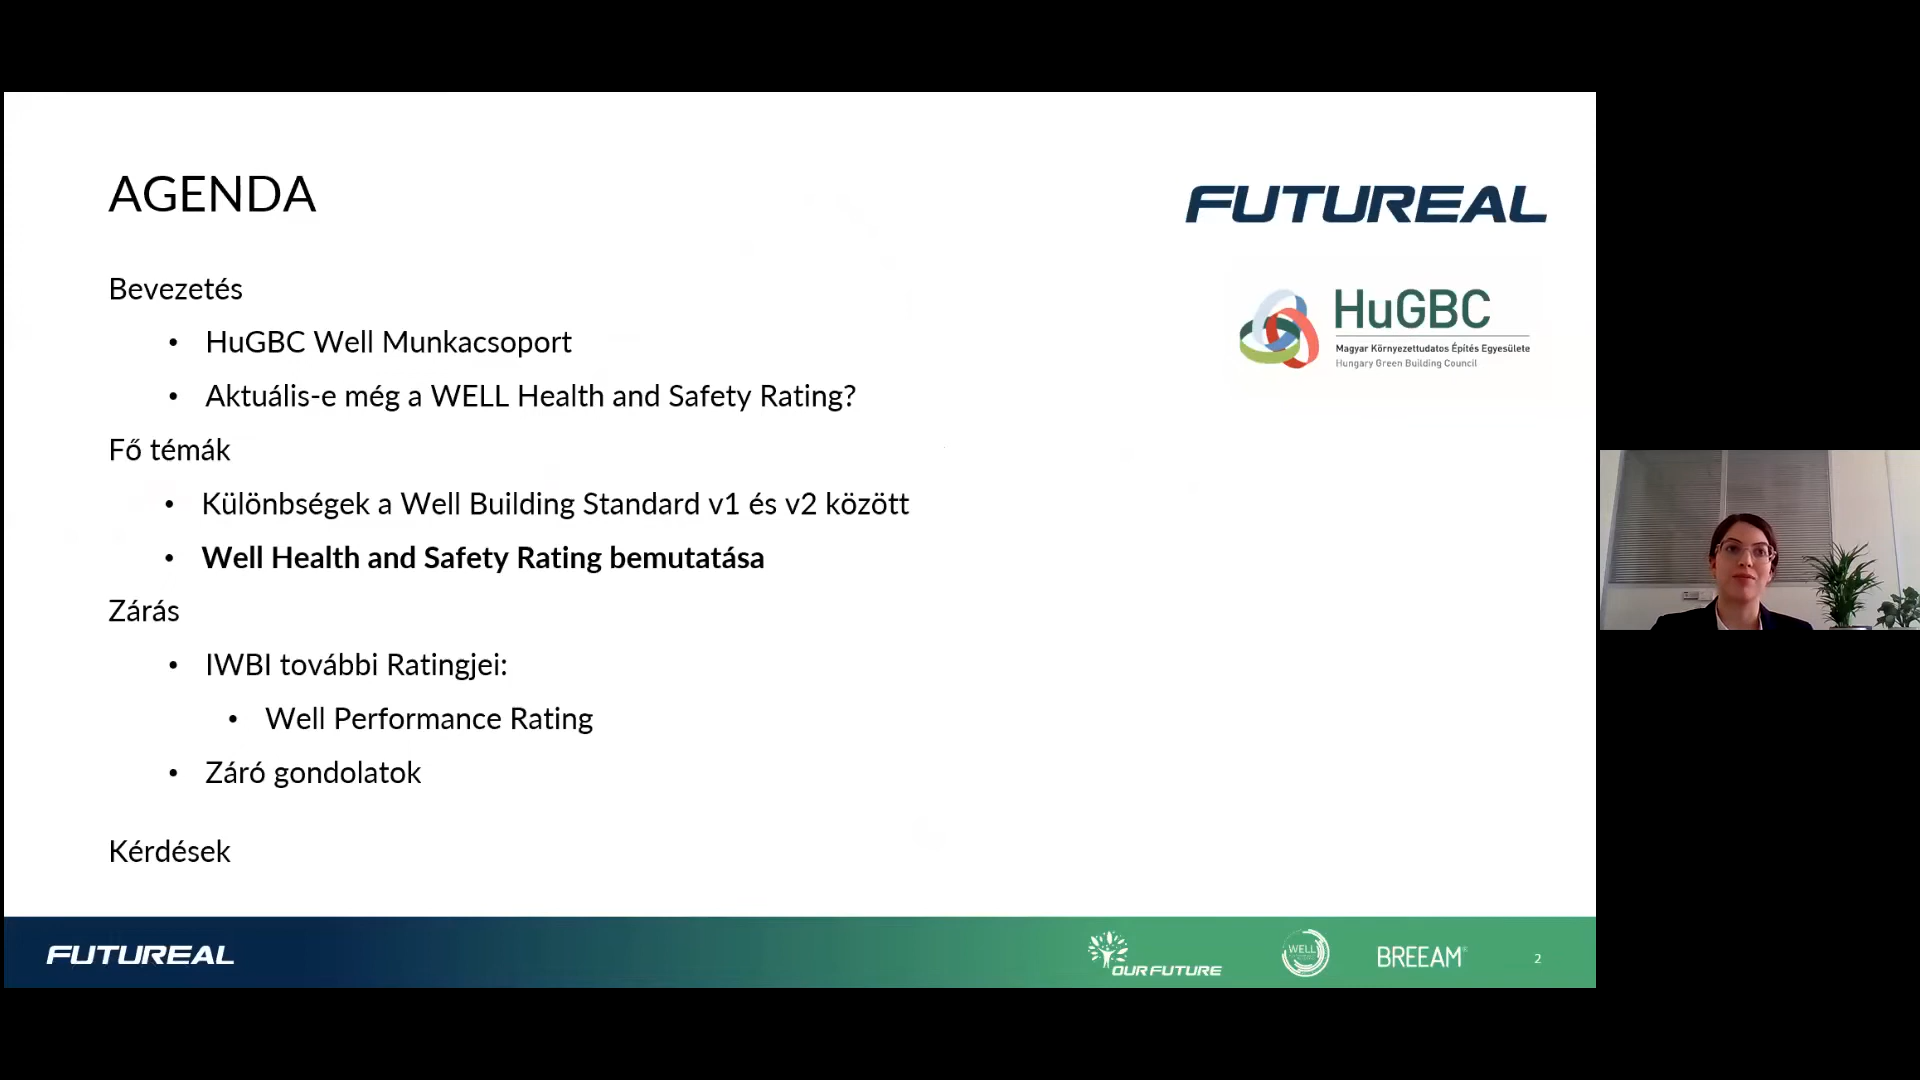 AGENDA
FUTUREAL
Bevezetés
HuGBC
Magyar Környezettudatos Építés Egyesülete
Hungary Green Building Council
• HuGBC Well Munkacsoport
• Aktuális-e még a WELL Health and Safety Rating?
Fő témák
• Különbségek a Well Building Standard v1 és v2 között
• Well Health and Safety Rating bemutatása
Zárás
• IWBI további Ratingjei:
• Well Performance Rating
• Záró gondolatok
Kérdések
FUTUREAL
OUR FUTURE
WELL
BREEAM®
2